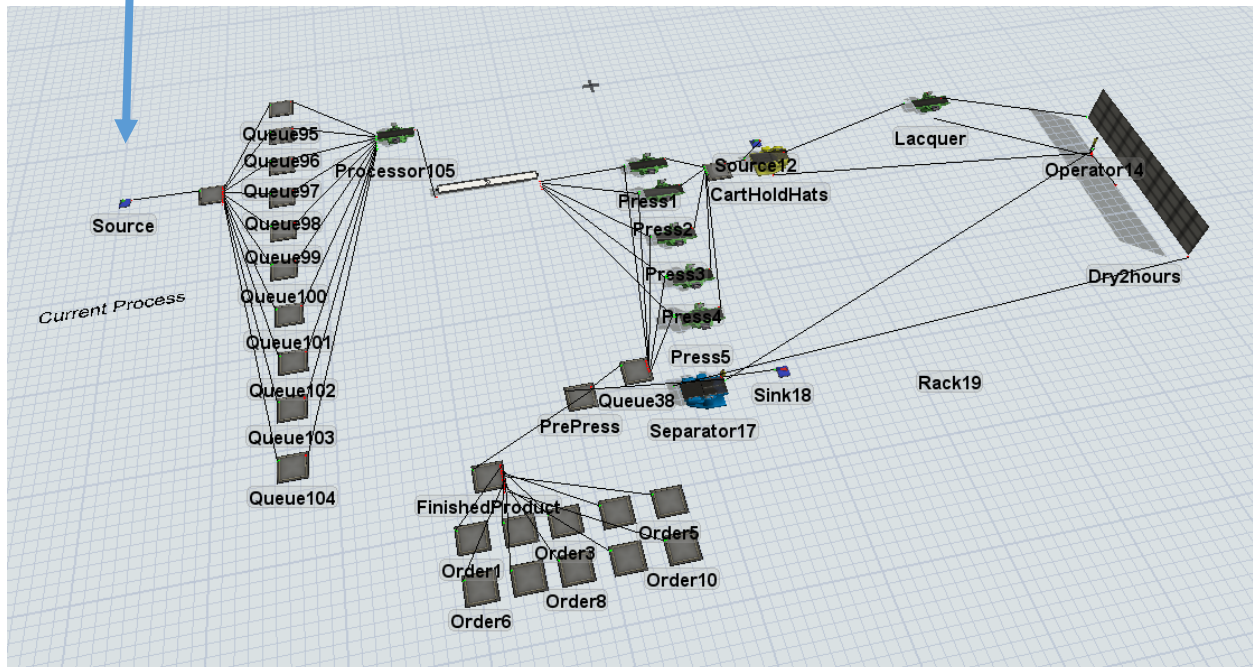 Source
Current Process
Queue95
Queue96
Queue97
Queue98
Queue99
Queue100
Queue101
Queue102
Queue103
Queue104
Processor105
Press1
Press2
Press3
Press4
Press5
Source12
CartHoldHats
Lacquer
Operator14
Dry2hours
Rack19
Queue38
PrePress
Separator17
Sink18
FinishedProduct
Order1
Order3
Order5
Order6
Order8
Order10